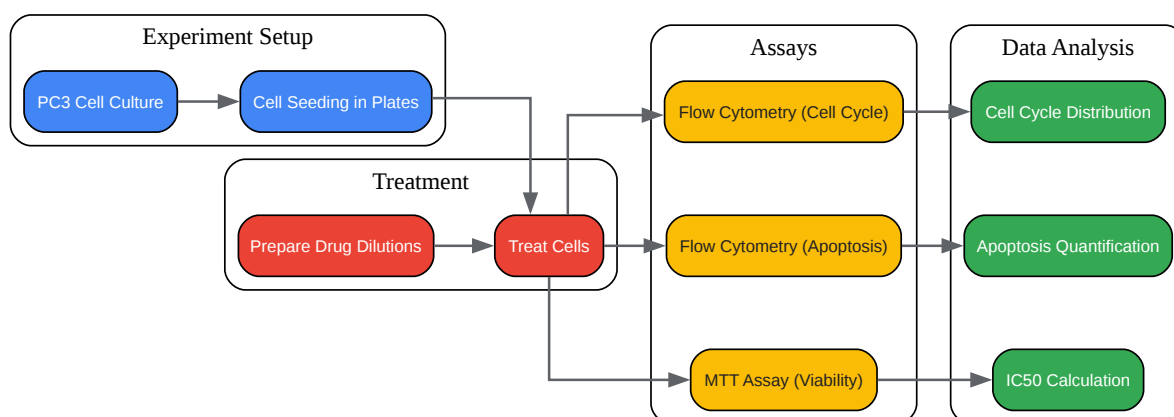 Experiment Setup
PC3 Cell Culture
Cell Seeding in Plates
Treatment
Prepare Drug Dilutions
Treat Cells
Assays
Flow Cytometry (Cell Cycle)
Flow Cytometry (Apoptosis)
MTT Assay (Viability)
Data Analysis
Cell Cycle Distribution
Apoptosis Quantification
IC50 Calculation